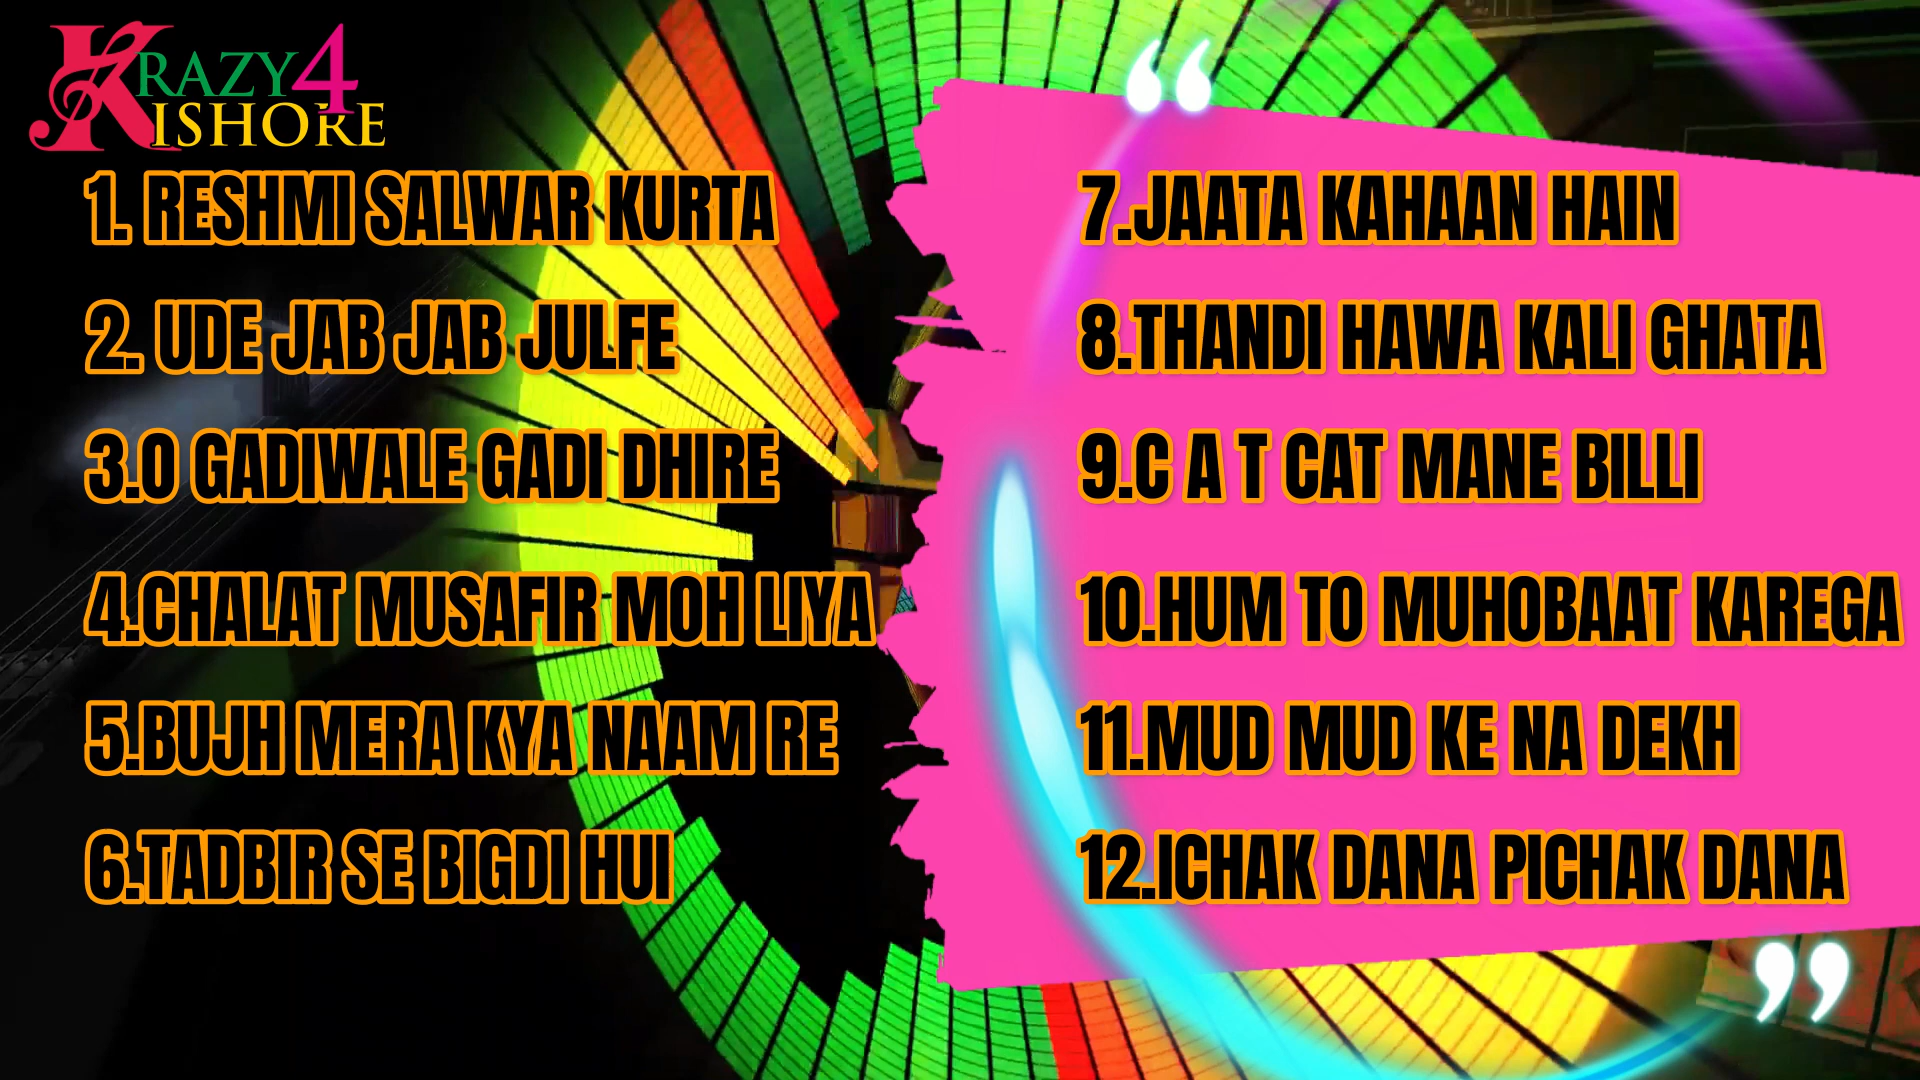 KRAZY4
KISHORE
1. RESHMI SALWAR KURTA
2. UDE JAB JAB JULFE
3.O GADIWALE GADI DHIRE
4.CHALAT MUSAFIR MOH LIYA
5.BUJH MERA KYA NAAM RE
6.TADBIR SE BIGDI HUI
“
7.JAATA KAHAAN HAIN
8.THANDI HAWA KALI GHATA
9.C A T CAT MANE BILLI
10.HUM TO MUHOBAAT KAREGA
11.MUD MUD KE NA DEKH
12.ICHAK DANA PICHAK DANA
”